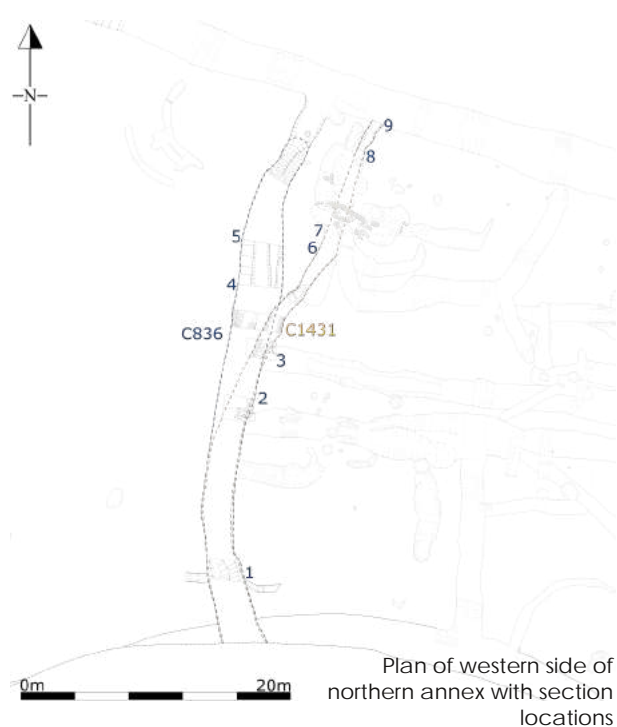 N
9
8
7
6
5
4
C836
C1431
3
2
1
0m 20m
Plan of western side of
northern annex with section
locations